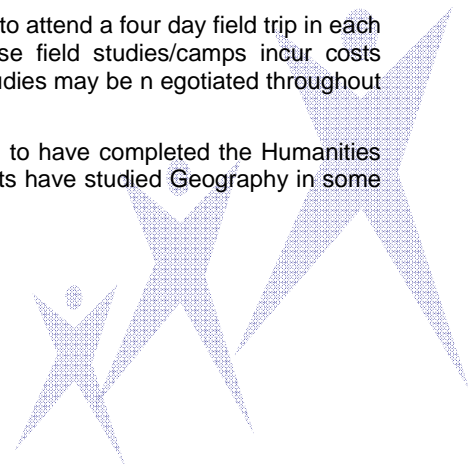 to attend a four day field trip in each
se field studies/camps incur costs
udies may be n egotiated throughout
to have completed the Humanities
ts have studied Geography in some